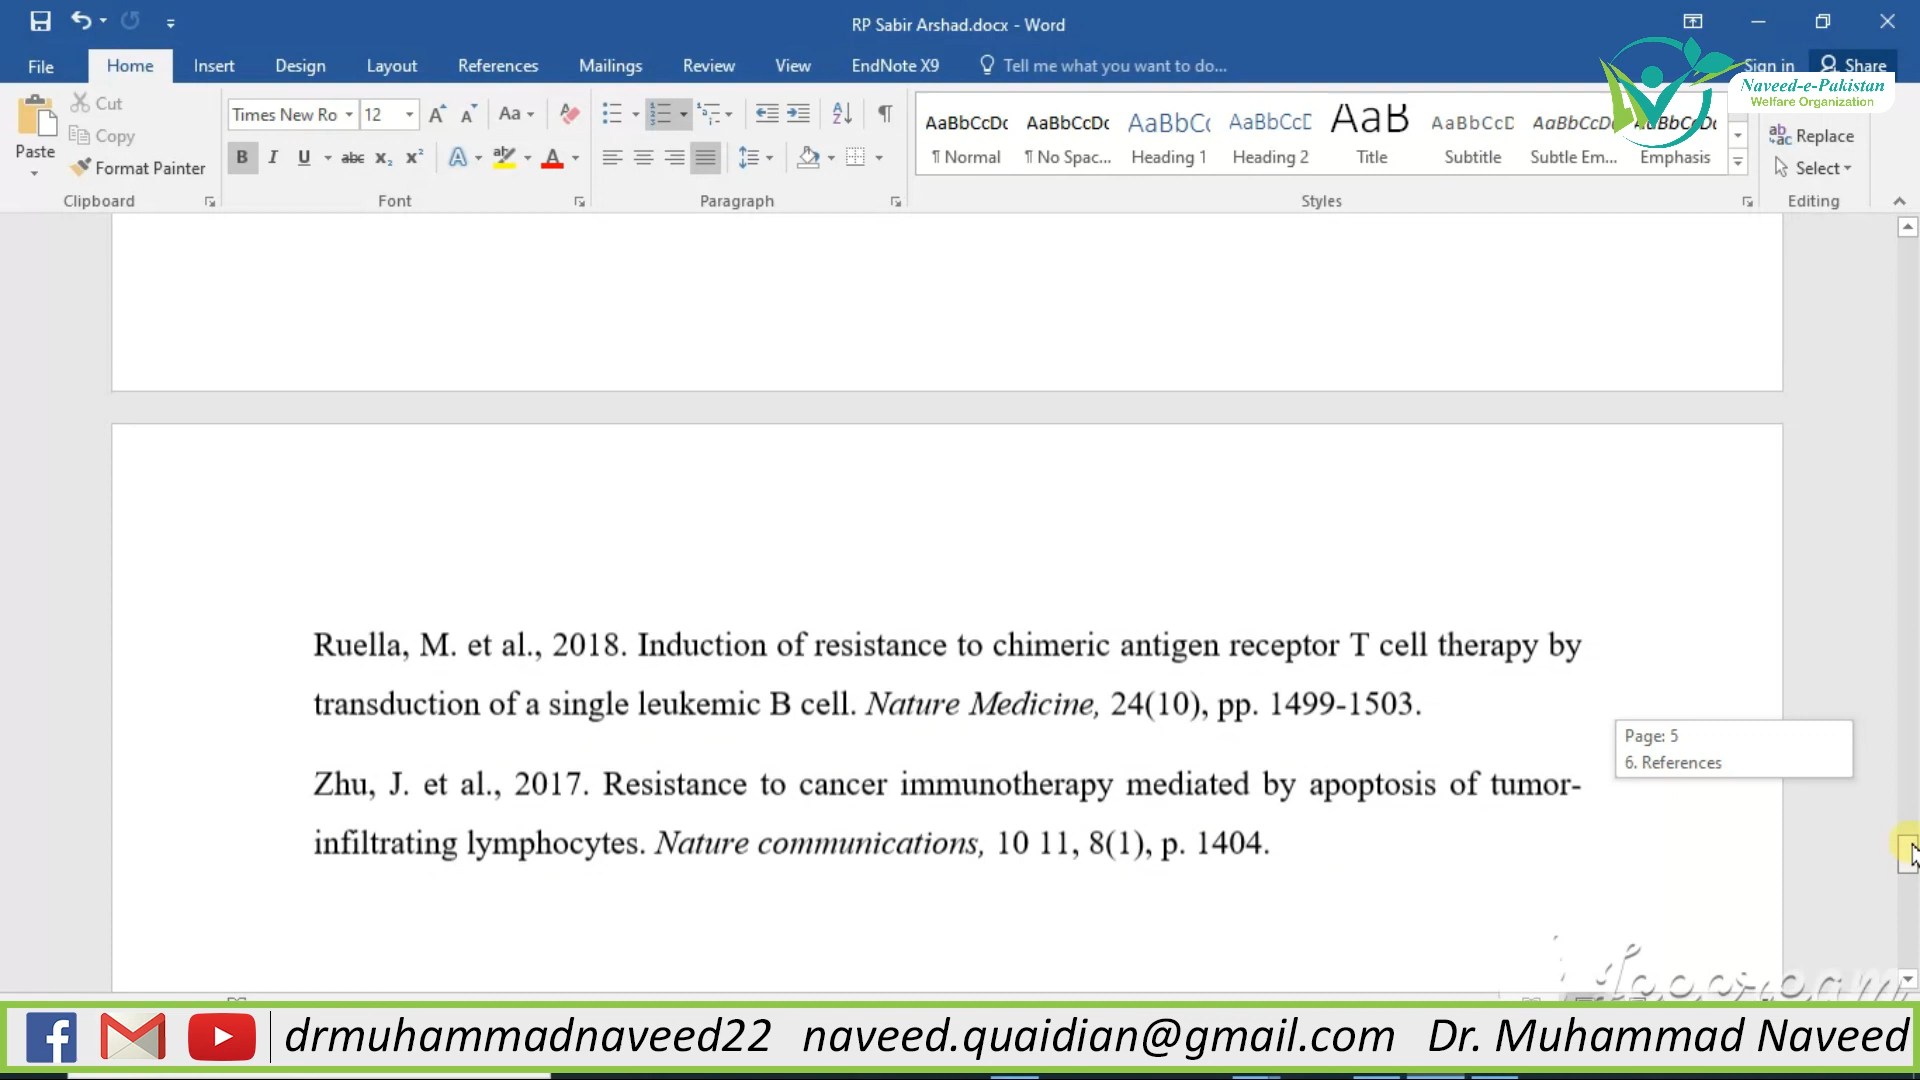 RP Sabir Arshad.docx - Word
File Home Insert Design Layout References Mailings Review View EndNote X9 Tell me what you want to do... Sign in Share
Naveed-e-Pakistan
Welfare Organization
Cut
Copy
Format Painter
Paste
Clipboard
Times New Ro 12
Font
Paragraph
AaBbCcDc AaBbCcDc AaBbCc AaBbCcD AaB AaBbCcD AaBbCcDc AaBbCcDc
¶ Normal ¶ No Spac... Heading 1 Heading 2 Title Subtitle Subtle Em... Emphasis
Styles
Replace
Select
Editing
Ruella, M. et al., 2018. Induction of resistance to chimeric antigen receptor T cell therapy by
transduction of a single leukemic B cell. Nature Medicine, 24(10), pp. 1499-1503.
Page: 5
6. References
Zhu, J. et al., 2017. Resistance to cancer immunotherapy mediated by apoptosis of tumor-
infiltrating lymphocytes. Nature communications, 10 11, 8(1), p. 1404.
drmuhammadnaveed22 naveed.quaidian@gmail.com Dr. Muhammad Naveed